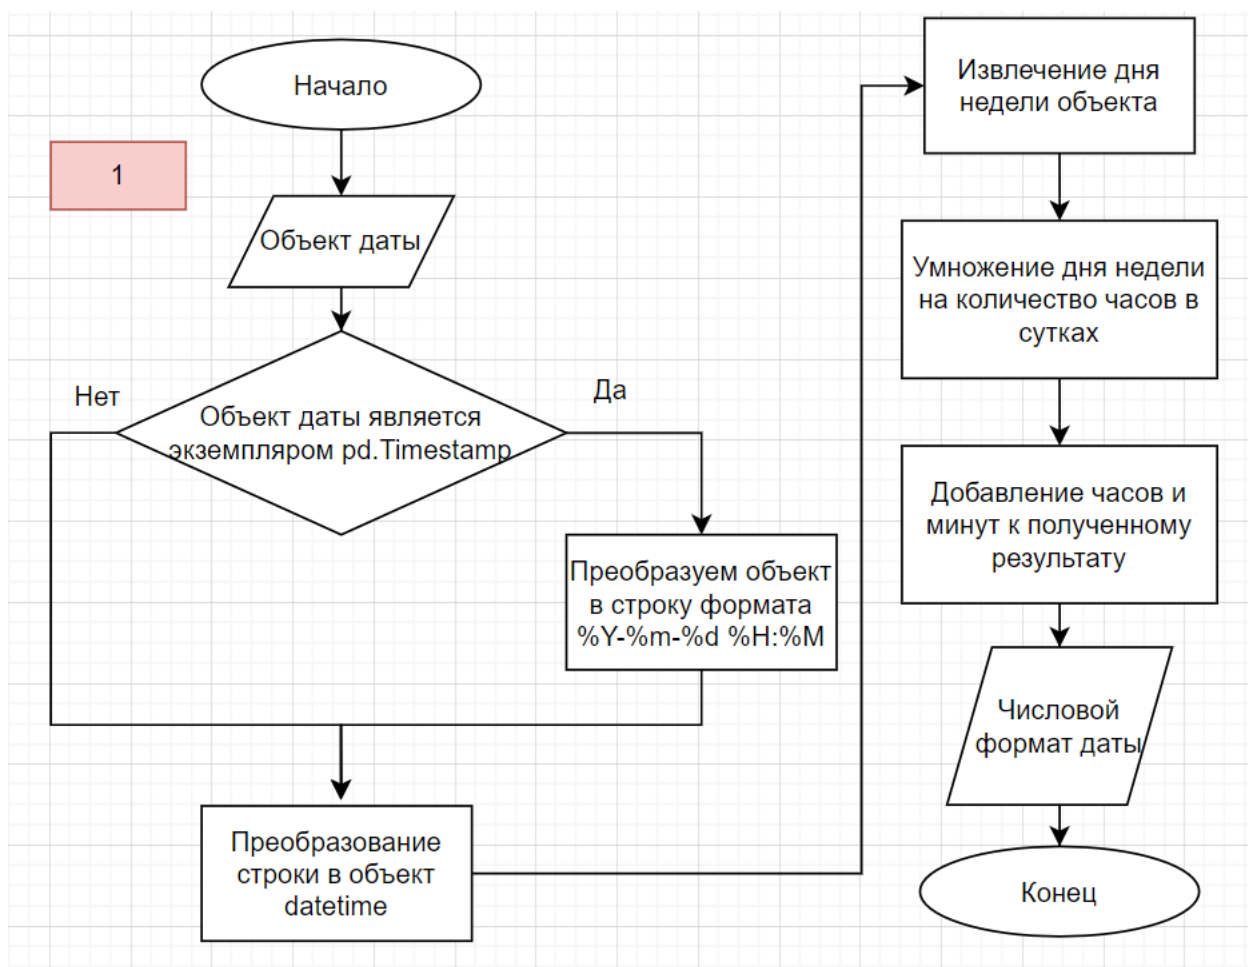 Начало
1
Объект даты
Нет
Да
Объект даты является
экземпляром pd.Timestamp
Преобразуем объект
в строку формата
%Y-%m-%d %H:%M
Преобразование
строки в объект
datetime
Извлечение дня
недели объекта
Умножение дня недели
на количество часов в
сутках
Добавление часов и
минут к полученному
результату
Числовой
формат даты
Конец